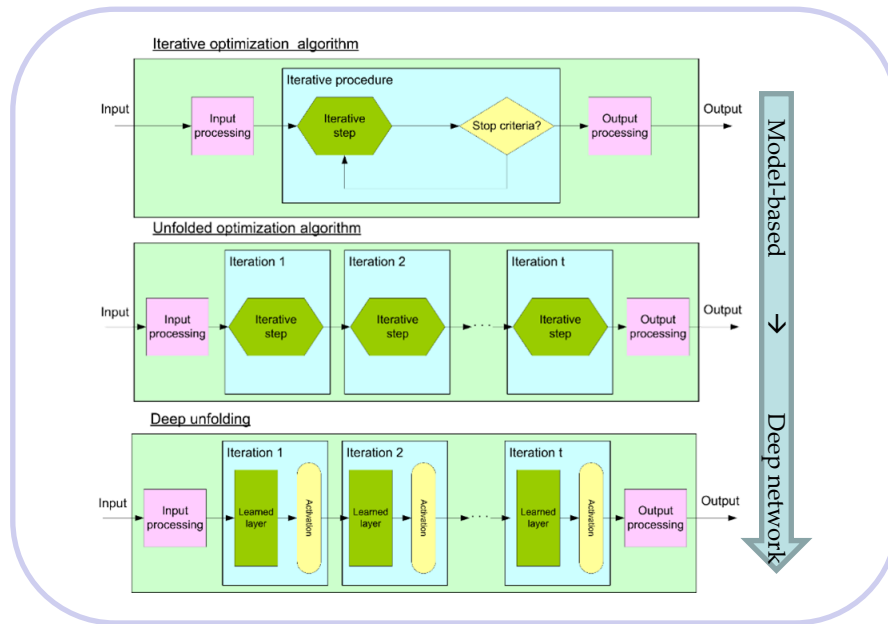 Iterative optimization algorithm
Iterative procedure
Input
Input
processing
Iterative
step
Stop criteria?
Output
processing
Output
Unfolded optimization algorithm
Iteration 1
Iteration 2
Iteration t
Input
Input
processing
Iterative
step
Iterative
step
· · ·
Iterative
step
Output
processing
Output
Deep unfolding
Iteration 1
Iteration 2
Iteration t
Input
Input
processing
Learned
layer
Activation
Learned
layer
Activation
· · ·
Learned
layer
Activation
Output
processing
Output
Model-based → Deep network